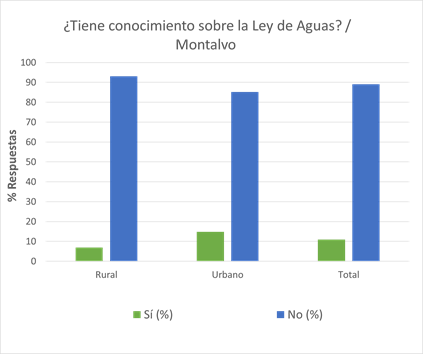 ¿Tiene conocimiento sobre la Ley de Aguas? /
Montalvo
% Respuestas
100
90
80
70
60
50
40
30
20
10
0
Rural Urbano Total
Sí (%) No (%)